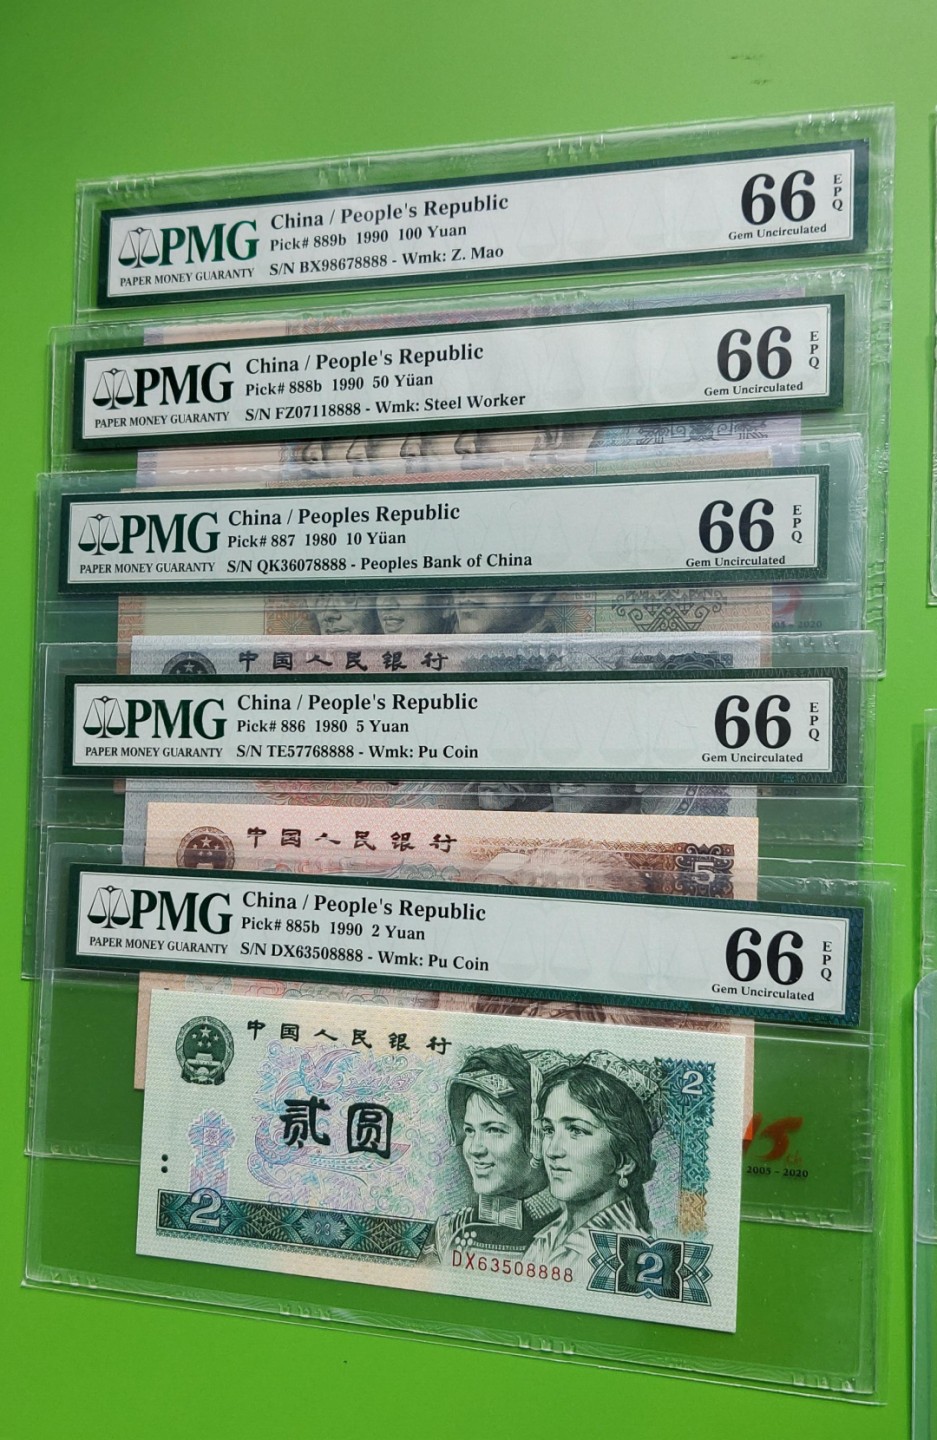 PMG
PAPER MONEY GUARANTY
China / People's Republic
Pick# 889b 1990 100 Yuan
S/N BX98678888 - Wmk: Z. Mao
66 EPQ
Gem Uncirculated
PMG
PAPER MONEY GUARANTY
China / People's Republic
Pick# 888b 1990 50 Yüan
S/N FZ07118888 - Wmk: Steel Worker
66 EPQ
Gem Uncirculated
PMG
PAPER MONEY GUARANTY
China / Peoples Republic
Pick# 887 1980 10 Yüan
S/N QK36078888 - Peoples Bank of China
66 EPQ
Gem Uncirculated
2005 - 2020
中国人民银行
PMG
PAPER MONEY GUARANTY
China / People's Republic
Pick# 886 1980 5 Yuan
S/N TE57768888 - Wmk: Pu Coin
66 EPQ
Gem Uncirculated
中国人民银行
5
PMG
PAPER MONEY GUARANTY
China / People's Republic
Pick# 885b 1990 2 Yuan
S/N DX63508888 - Wmk: Pu Coin
66 EPQ
Gem Uncirculated
中国人民银行
2
贰圆
15
2005 - 2020
2
DX63508888
2